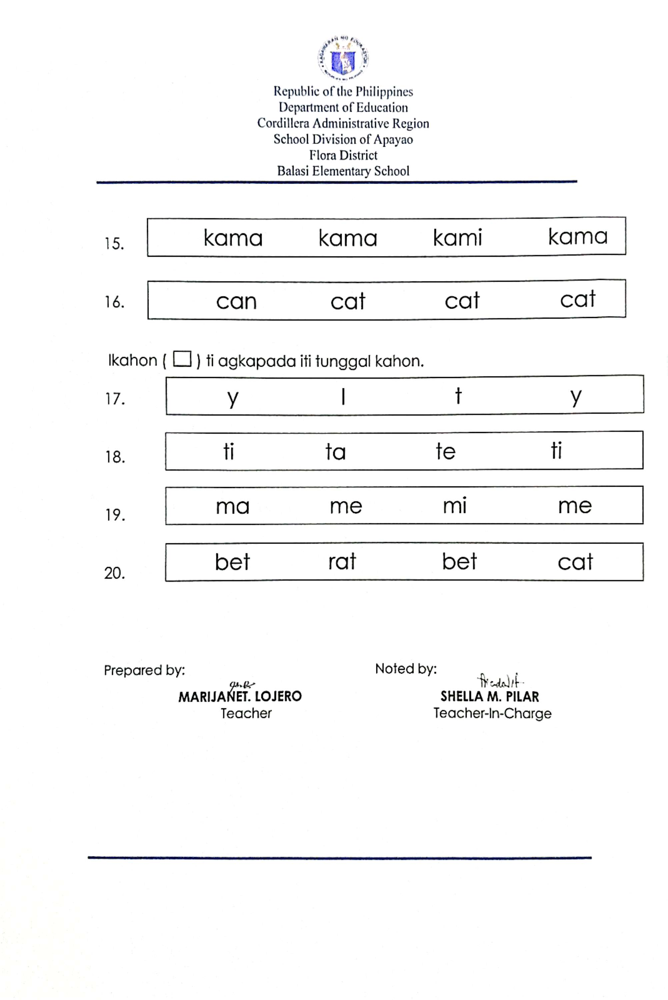 KAGAWARAN NG EDUKASYON
Republic of the Philippines
Department of Education
Cordillera Administrative Region
School Division of Apayao
Flora District
Balasi Elementary School
15. kama kama kami kama
16. can cat cat cat
Ikahon ( ) ti agkapada iti tunggal kahon.
17. y l t y
18. ti ta te ti
19. ma me mi me
20. bet rat bet cat
Prepared by: Noted by:
MARIJANET. LOJERO SHELLA M. PILAR
Teacher Teacher-In-Charge